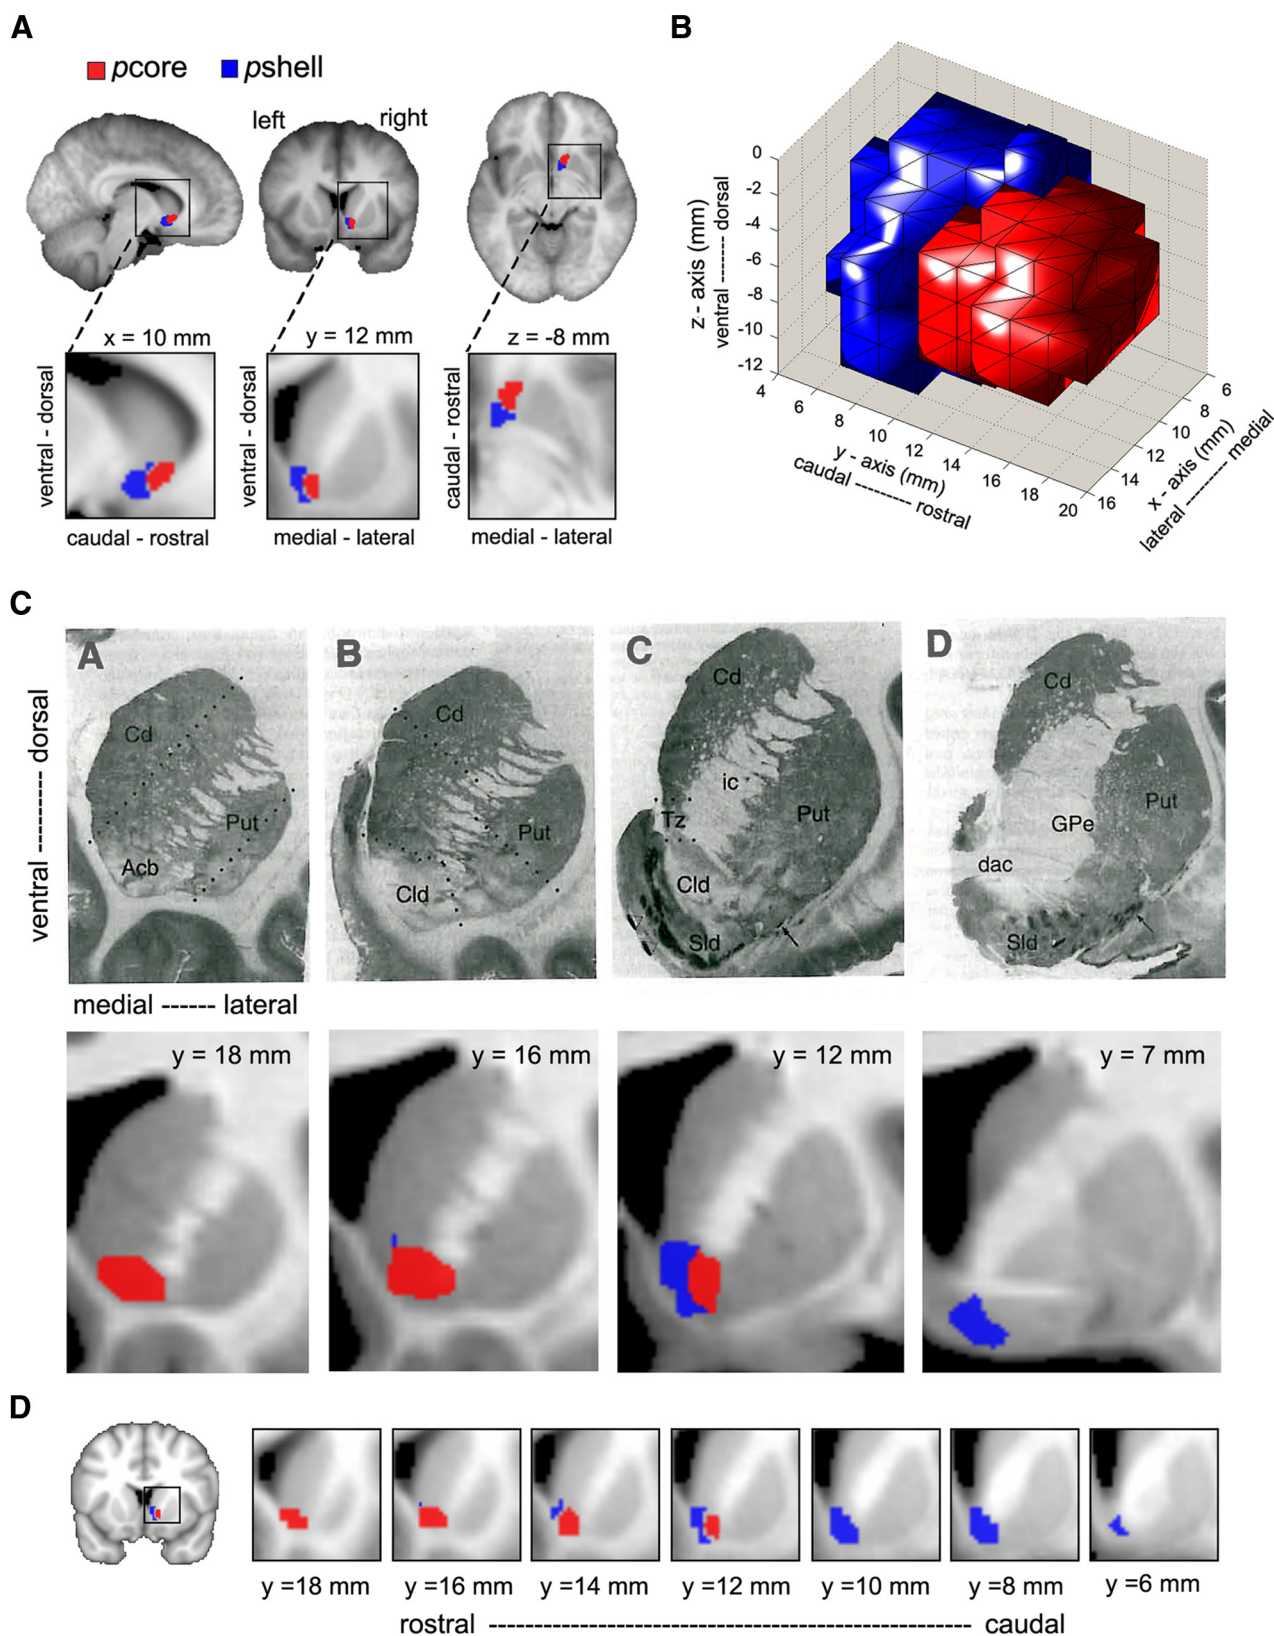 A
pcore pshell
left right
x = 10 mm
y = 12 mm
z = -8 mm
ventral - dorsal
ventral - dorsal
caudal - rostral
caudal - rostral
medial - lateral
medial - lateral
B
z - axis (mm)
ventral -------- dorsal
0
-2
-4
-6
-8
-10
-12
4
6
8
10
12
14
16
18
20
y - axis (mm)
caudal --------- rostral
6
8
10
12
14
16
x - axis (mm)
lateral --------- medial
C
ventral ----------- dorsal
A
Cd
Put
Acb
B
Cd
Put
Cld
C
Cd
ic
Tz
Put
Cld
Sld
D
Cd
Put
GPe
dac
Sld
medial ------ lateral
y = 18 mm
y = 16 mm
y = 12 mm
y = 7 mm
D
y =18 mm
y =16 mm
y =14 mm
y =12 mm
y =10 mm
y =8 mm
y =6 mm
rostral ------------------------------------------------ caudal